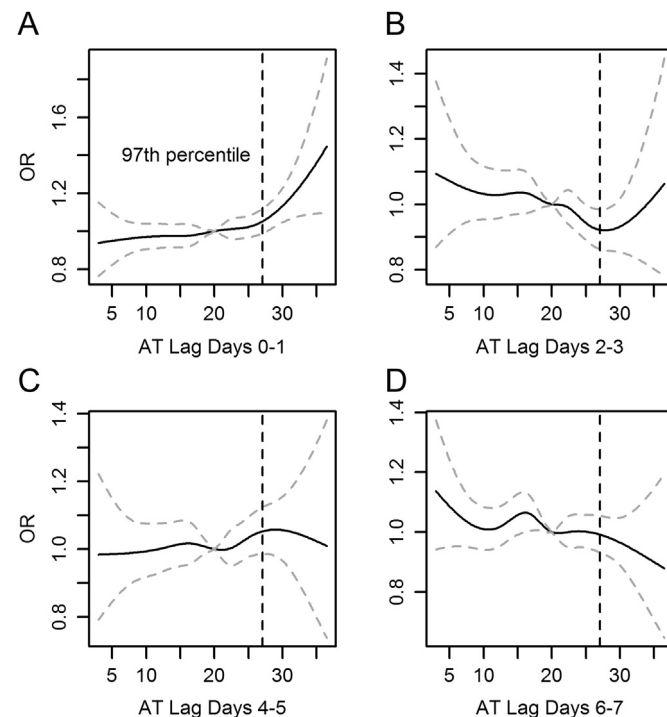 A
B
OR
0.8
1.2
1.6
97th percentile
5 10 20 30
AT Lag Days 0-1
0.8
1.0
1.2
1.4
5 10 20 30
AT Lag Days 2-3
C
D
OR
0.8
1.0
1.2
1.4
5 10 20 30
AT Lag Days 4-5
0.8
1.0
1.2
1.4
5 10 20 30
AT Lag Days 6-7